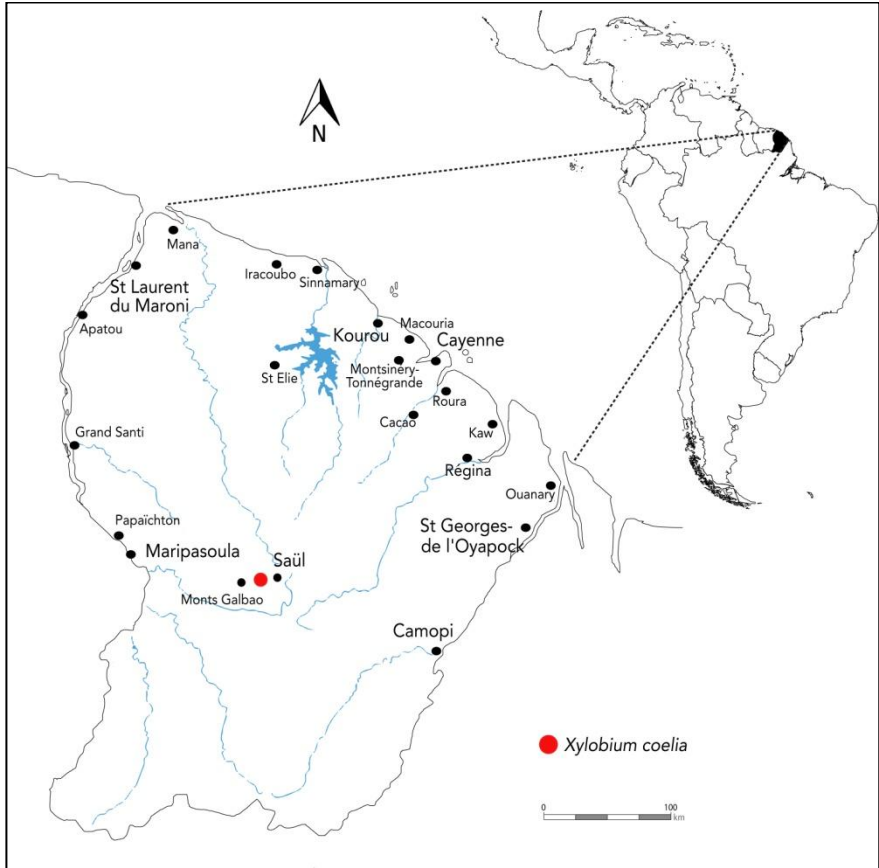 N
Mana
St Laurent
du Maroni
Iracoubo
Sinnamary
Apatou
Kourou
Macouria
Cayenne
St Elie
Montsinery-
Tonnégrande
Roura
Cacao
Kaw
Grand Santi
Régina
Ouanary
St Georges-
de l'Oyapock
Papaïchton
Maripasoula
Saül
Monts Galbao
Camopi
Xylobium coelia
0 100
km